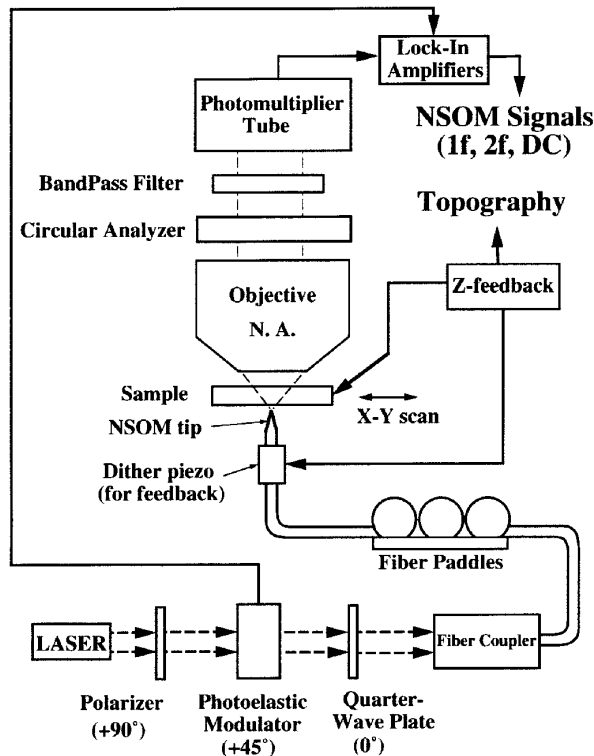 Lock-In
Amplifiers
Photomultiplier
Tube
NSOM Signals
(1f, 2f, DC)
BandPass Filter
Topography
Circular Analyzer
Z-feedback
Objective
N. A.
Sample
X-Y scan
NSOM tip
Dither piezo
(for feedback)
Fiber Paddles
LASER
Fiber Coupler
Polarizer
(+90°)
Photoelastic
Modulator
(+45°)
Quarter-
Wave Plate
(0°)